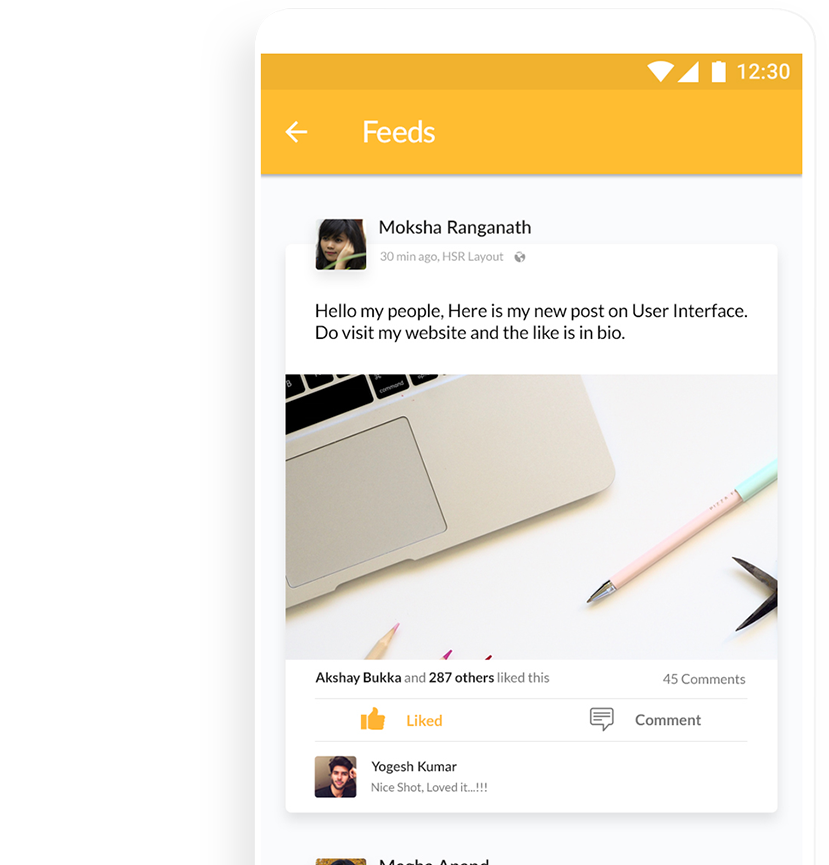 12:30
Feeds
Moksha Ranganath
30 min ago, HSR Layout
Hello my people, Here is my new post on User Interface.
Do visit my website and the like is in bio.
command
Akshay Bukka and 287 others liked this
45 Comments
Liked
Comment
Yogesh Kumar
Nice Shot, Loved it...!!!